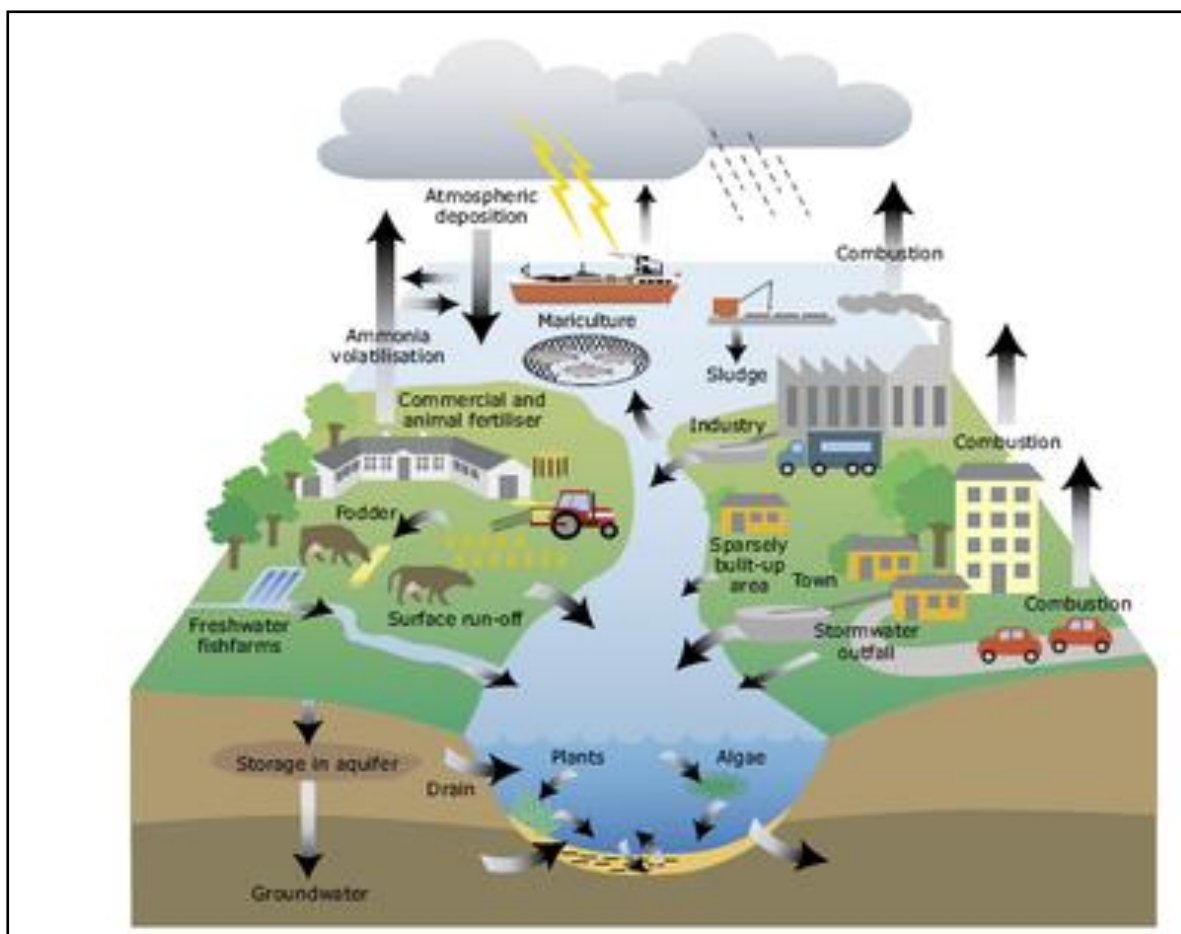 Atmospheric
deposition
Combustion
Mariculture
Ammonia
volatilisation
Sludge
Commercial and
animal fertiliser
Industry
Combustion
Fodder
Sparsely
built-up
area
Town
Combustion
Surface run-off
Freshwater
fishfarms
Stormwater
outfall
Plants
Algae
Storage in aquifer
Drain
Groundwater